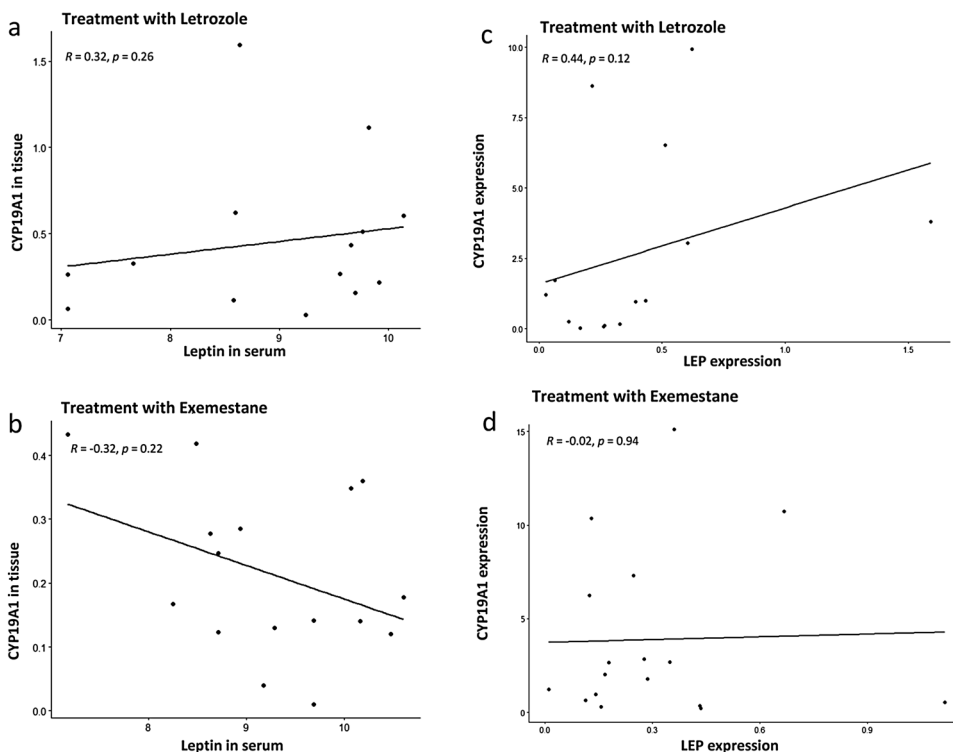 a
Treatment with Letrozole
R = 0.32, p = 0.26
CYP19A1 in tissue
1.5
1.0
0.5
0.0
7
8
9
10
Leptin in serum
c
Treatment with Letrozole
R = 0.44, p = 0.12
CYP19A1 expression
10.0
7.5
5.0
2.5
0.0
0.0
0.5
1.0
1.5
LEP expression
b
Treatment with Exemestane
R = -0.32, p = 0.22
CYP19A1 in tissue
0.4
0.3
0.2
0.1
0.0
8
9
10
Leptin in serum
d
Treatment with Exemestane
R = -0.02, p = 0.94
CYP19A1 expression
15
10
5
0
0.0
0.3
0.6
0.9
LEP expression